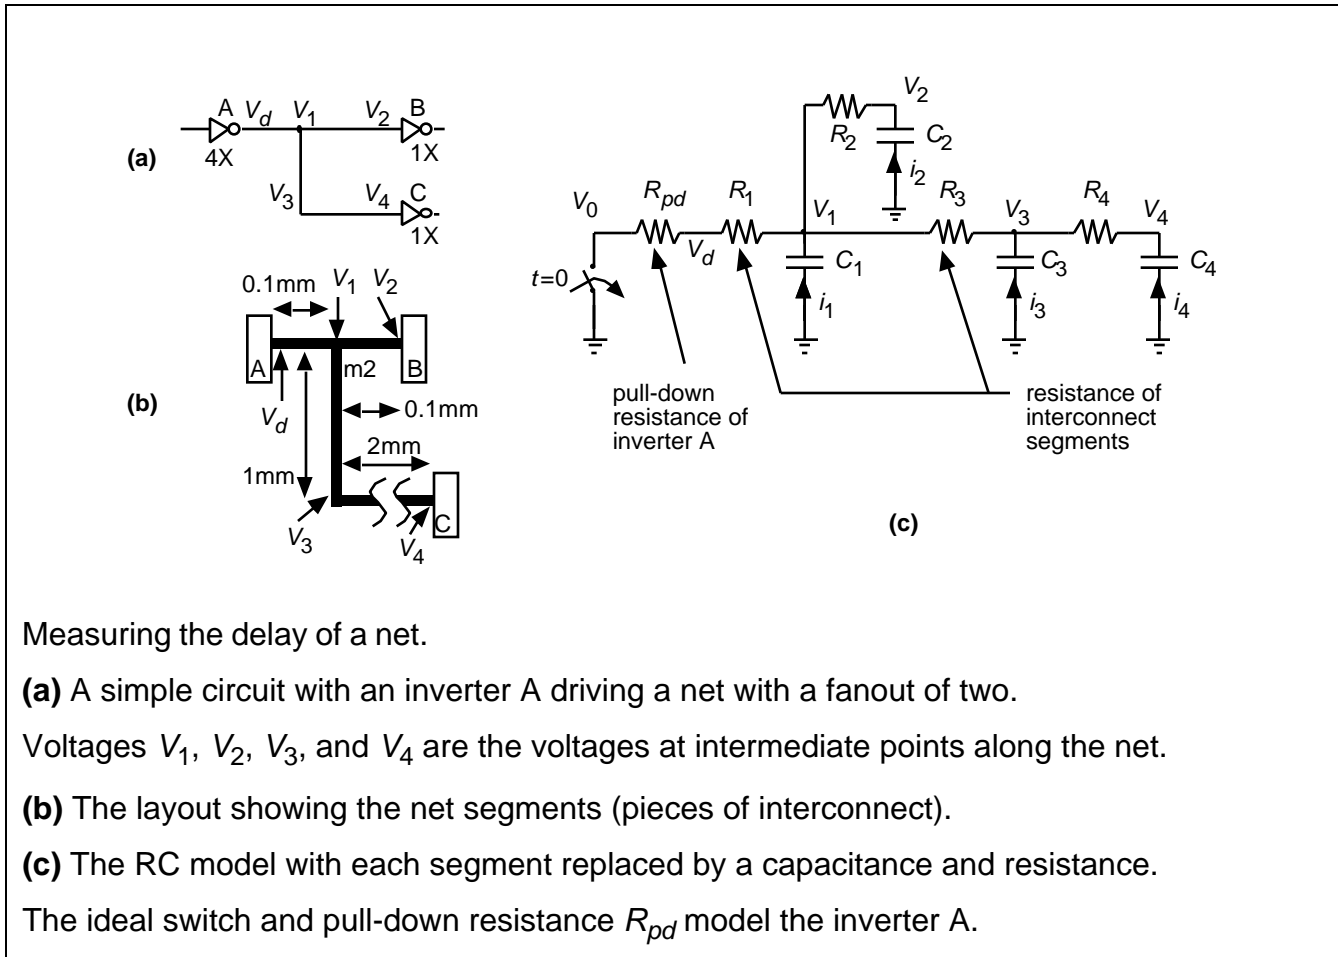 A V_d V_1 V_2 B
(a) 4X 1X
V_3 V_4 C
1X
0.1mm V_1 V_2
A m2 B
(b) V_d 0.1mm
2mm
1mm
C
V_3 V_4
V_2
R_2 C_2
i_2
V_0 R_pd R_1 V_1 R_3 V_3 R_4 V_4
V_d
t=0 C_1 C_3 C_4
i_1 i_3 i_4
pull-down
resistance of
inverter A
resistance of
interconnect
segments
(c)
Measuring the delay of a net.
(a) A simple circuit with an inverter A driving a net with a fanout of two.
Voltages V_1, V_2, V_3, and V_4 are the voltages at intermediate points along the net.
(b) The layout showing the net segments (pieces of interconnect).
(c) The RC model with each segment replaced by a capacitance and resistance.
The ideal switch and pull-down resistance R_pd model the inverter A.